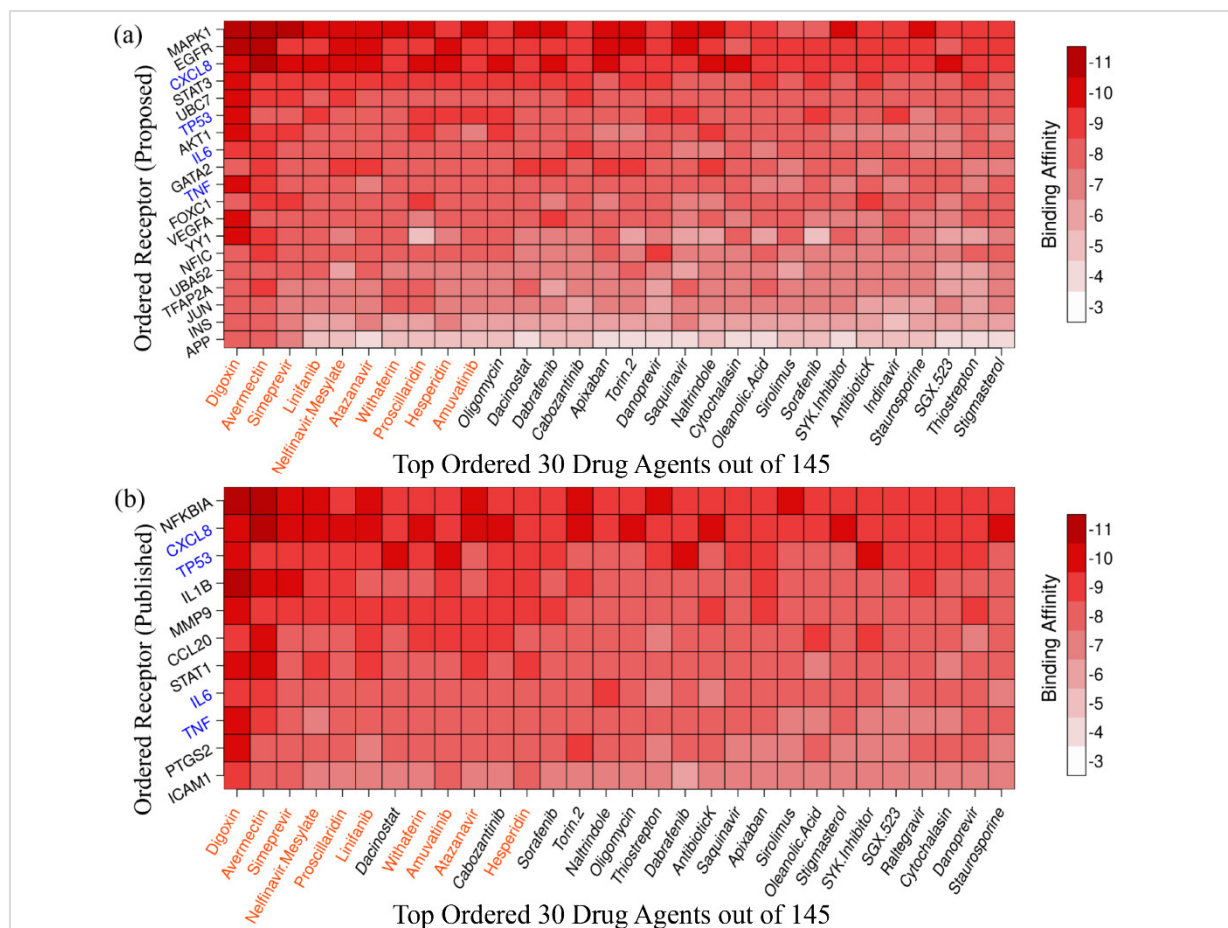 (a)
Ordered Receptor (Proposed)
MAPK1
EGFR
CXCL8
STAT3
UBC7
TP53
AKT1
IL6
GATA2
TNF
FOXC1
VEGFA
YY1
NFIC
UBA52
TFAP2A
JUN
INS
APP
Digoxin
Avermectin
Simeprevir
Linifanib
Nelfinavir.Mesylate
Atazanavir
Withaferin
Proscillaridin
Hesperidin
Amuvatinib
Oligomycin
Dacinostat
Dabrafenib
Cabozantinib
Apixaban
Torin.2
Danoprevir
Saquinavir
Naltrindole
Cytochalasin
Oleanolic.Acid
Sirolimus
Sorafenib
SYK.Inhibitor
AntibioticK
Indinavir
Staurosporine
SGX.523
Thiostrepton
Stigmasterol
Top Ordered 30 Drug Agents out of 145
Binding Affinity
-11
-10
-9
-8
-7
-6
-5
-4
-3
(b)
Ordered Receptor (Published)
NFKBIA
CXCL8
TP53
IL1B
MMP9
CCL20
STAT1
IL6
TNF
PTGS2
ICAM1
Digoxin
Avermectin
Simeprevir
Nelfinavir.Mesylate
Proscillaridin
Linifanib
Dacinostat
Withaferin
Amuvatinib
Atazanavir
Cabozantinib
Hesperidin
Sorafenib
Torin.2
Naltrindole
Oligomycin
Thiostrepton
Dabrafenib
AntibioticK
Saquinavir
Apixaban
Sirolimus
Oleanolic.Acid
Stigmasterol
SYK.Inhibitor
SGX.523
Raltegravir
Cytochalasin
Danoprevir
Staurosporine
Top Ordered 30 Drug Agents out of 145
Binding Affinity
-11
-10
-9
-8
-7
-6
-5
-4
-3